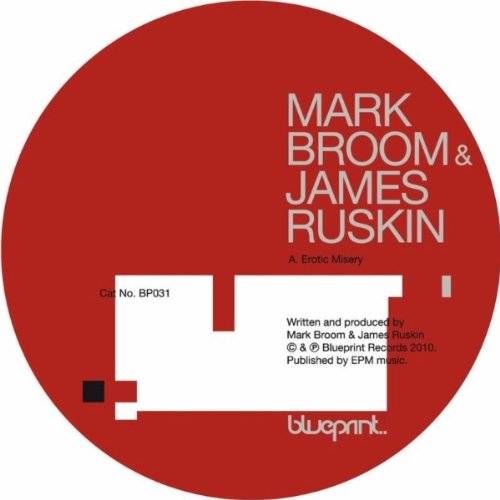 MARK
BROOM &
JAMES
RUSKIN
A. Erotic Misery
Cat No. BP031
Written and produced by
Mark Broom & James Ruskin
© & ℗ Blueprint Records 2010.
Published by EPM music.
blueprint..